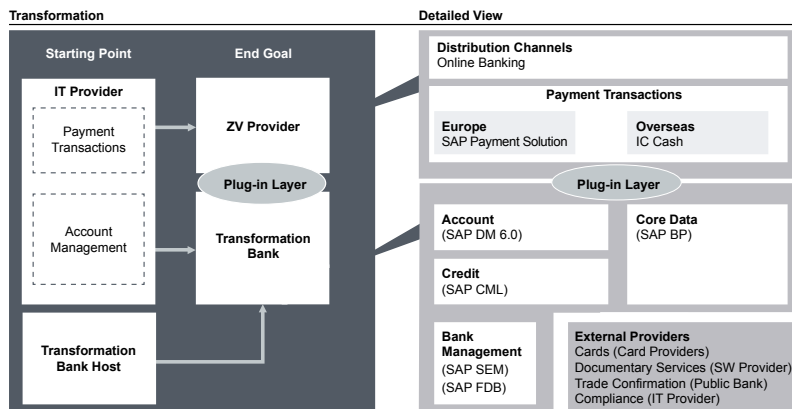 Transformation
Starting Point
End Goal
IT Provider
Payment
Transactions
Account
Management
Transformation
Bank Host
ZV Provider
Plug-in Layer
Transformation
Bank
Detailed View
Distribution Channels
Online Banking
Payment Transactions
Europe
SAP Payment Solution
Overseas
IC Cash
Plug-in Layer
Account
(SAP DM 6.0)
Core Data
(SAP BP)
Credit
(SAP CML)
Bank
Management
(SAP SEM)
(SAP FDB)
External Providers
Cards (Card Providers)
Documentary Services (SW Provider)
Trade Confirmation (Public Bank)
Compliance (IT Provider)